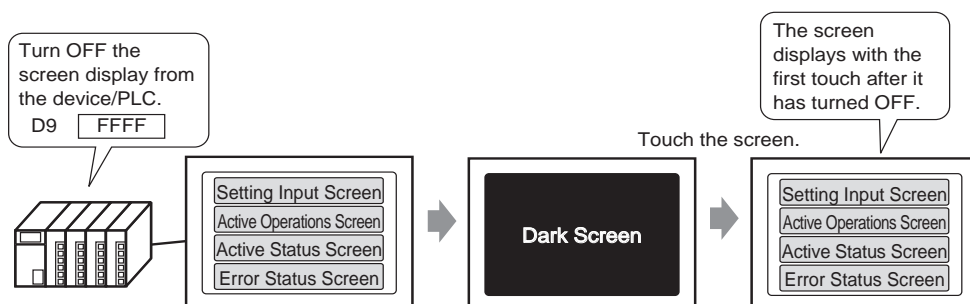 Turn OFF the
screen display from
the device/PLC.
D9 FFFF
Setting Input Screen
Active Operations Screen
Active Status Screen
Error Status Screen
Dark Screen
Touch the screen.
The screen
displays with the
first touch after it
has turned OFF.
Setting Input Screen
Active Operations Screen
Active Status Screen
Error Status Screen